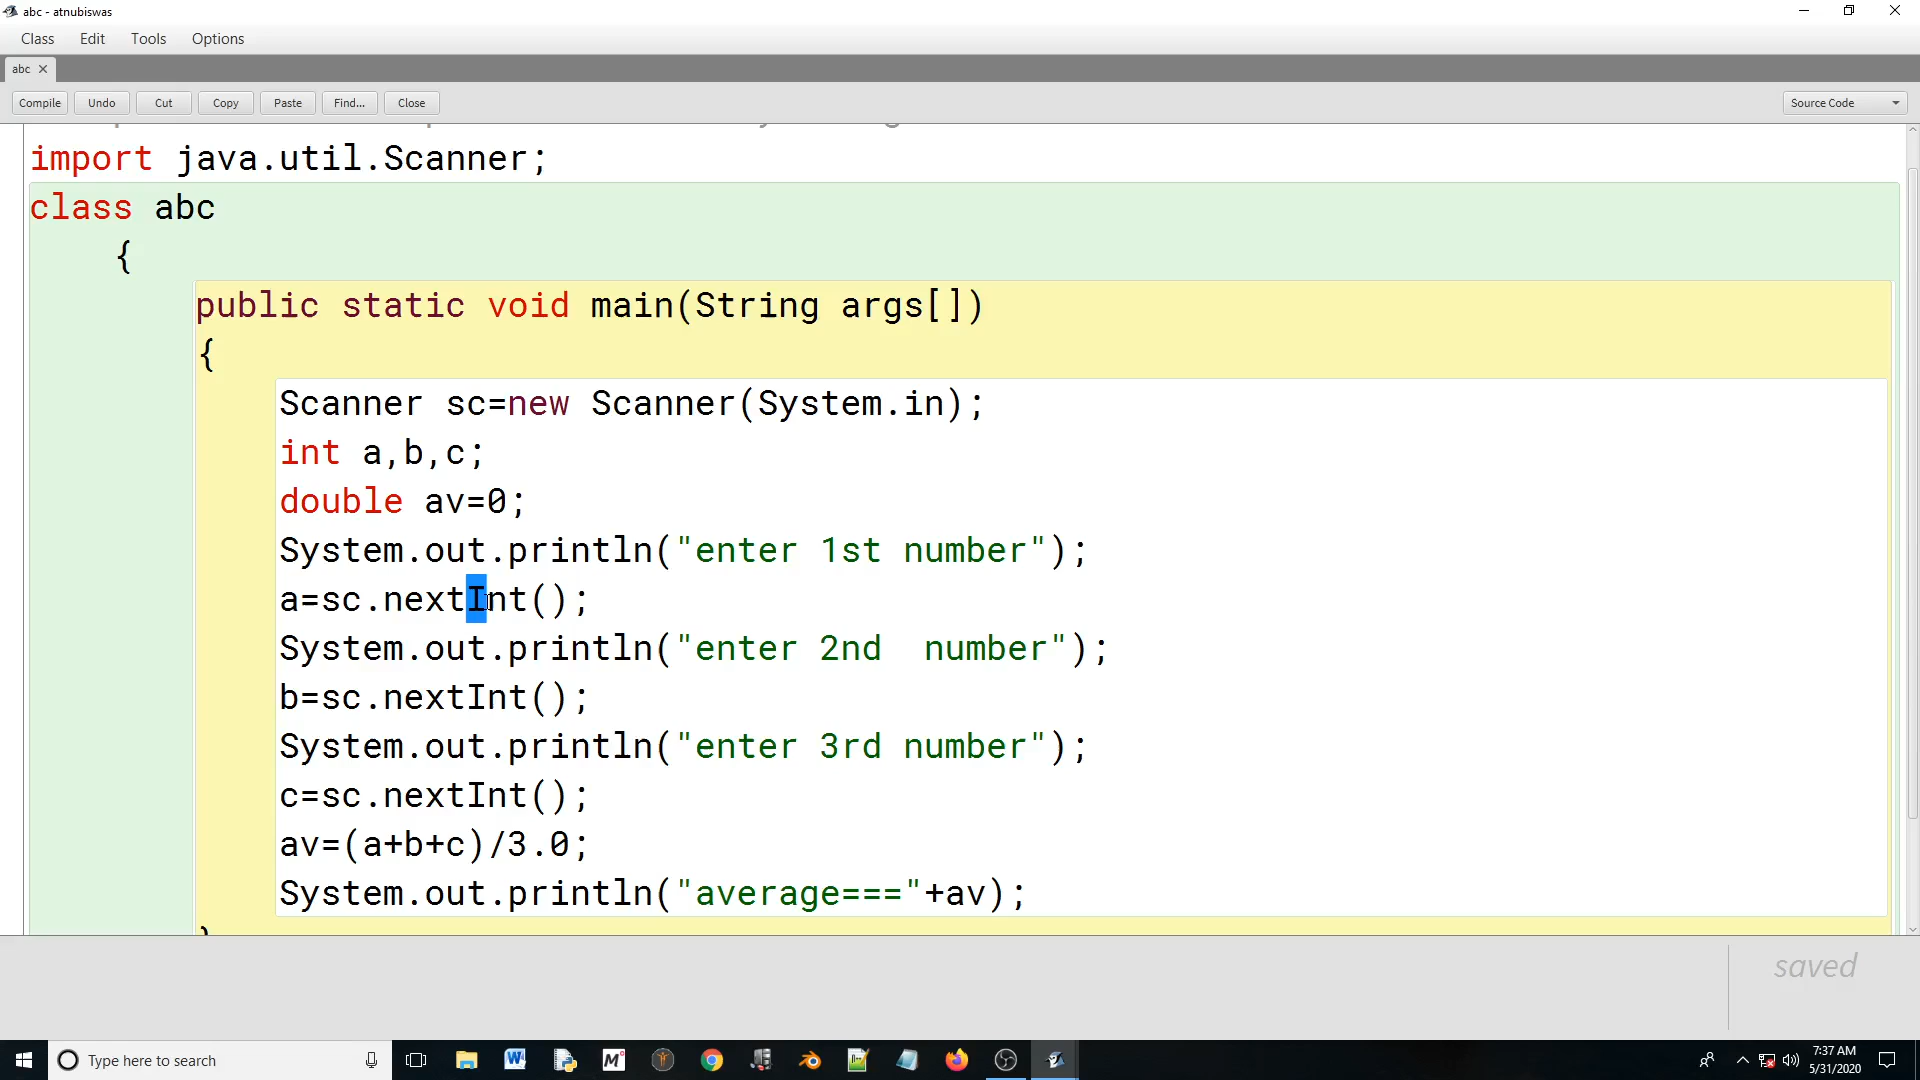 abc - atnubiswas
Class Edit Tools Options
abc
Compile Undo Cut Copy Paste Find... Close Source Code
import java.util.Scanner;
class abc
{
public static void main(String args[])
{
Scanner sc=new Scanner(System.in);
int a,b,c;
double av=0;
System.out.println("enter 1st number");
a=sc.nextInt();
System.out.println("enter 2nd  number");
b=sc.nextInt();
System.out.println("enter 3rd number");
c=sc.nextInt();
av=(a+b+c)/3.0;
System.out.println("average==="+av);
}
saved
Type here to search
7:37 AM
5/31/2020